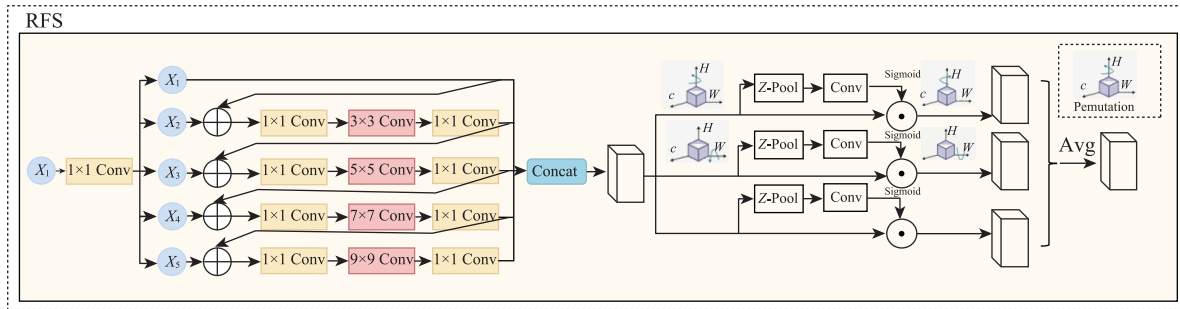 RFS
X1
1×1 Conv
X1
X2
1×1 Conv
3×3 Conv
1×1 Conv
X3
1×1 Conv
5×5 Conv
1×1 Conv
X4
1×1 Conv
7×7 Conv
1×1 Conv
X5
1×1 Conv
9×9 Conv
1×1 Conv
Concat
H
c
W
Z-Pool
Conv
Sigmoid
H
c
W
H
c
W
Z-Pool
Conv
Sigmoid
H
c
W
Z-Pool
Conv
Sigmoid
Avg
H
c
W
Pemutation